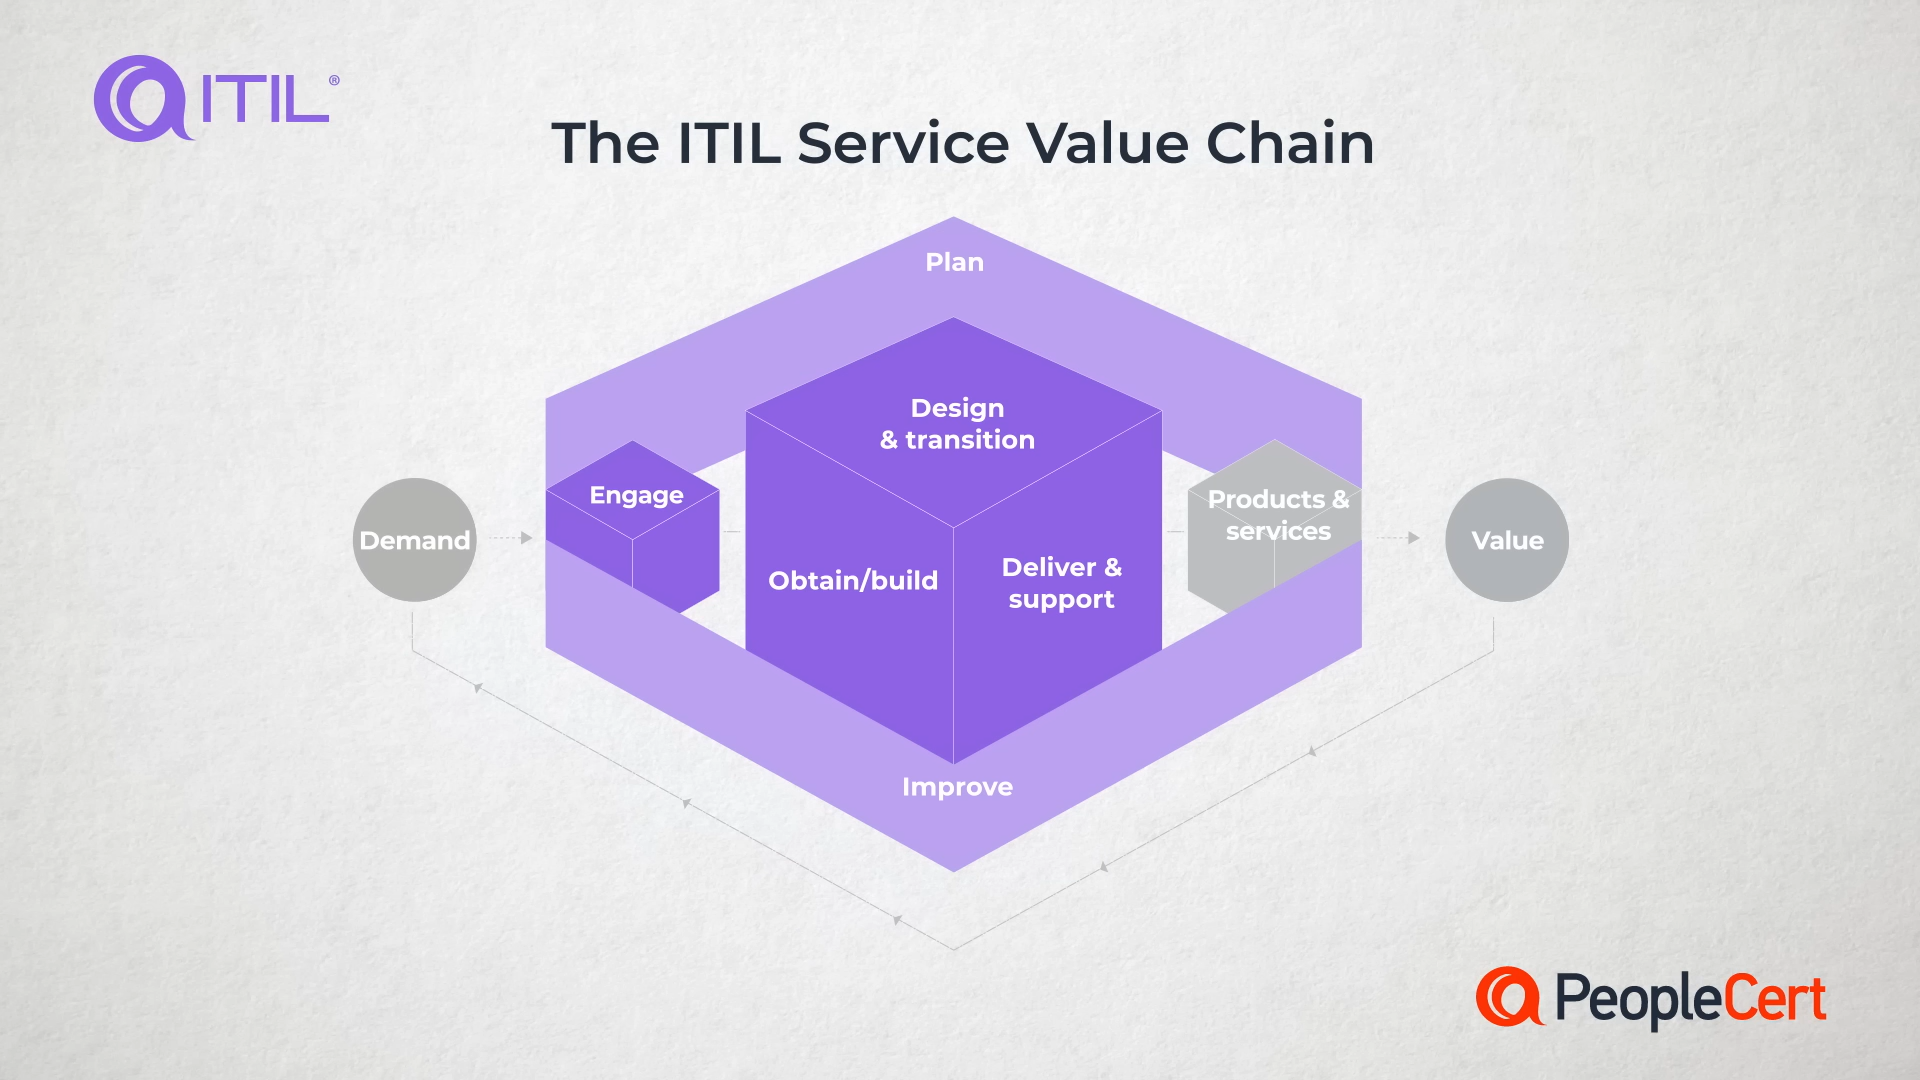 ITIL®
The ITIL Service Value Chain
Plan
Design
& transition
Engage
Products &
services
Demand
Value
Obtain/build
Deliver &
support
Improve
PeopleCert